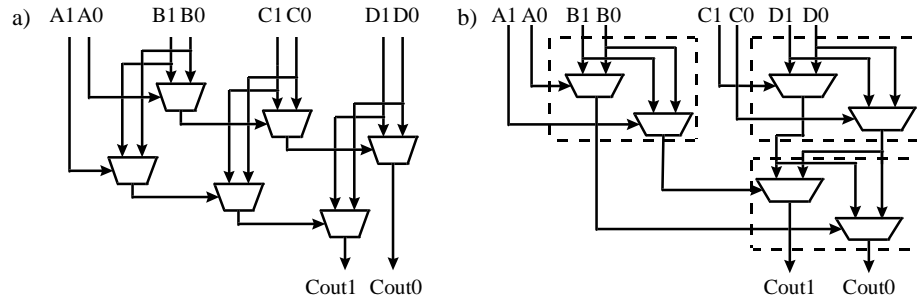 a) A1 A0 B1 B0 C1 C0 D1 D0
Cout1 Cout0
b) A1 A0 B1 B0 C1 C0 D1 D0
Cout1 Cout0